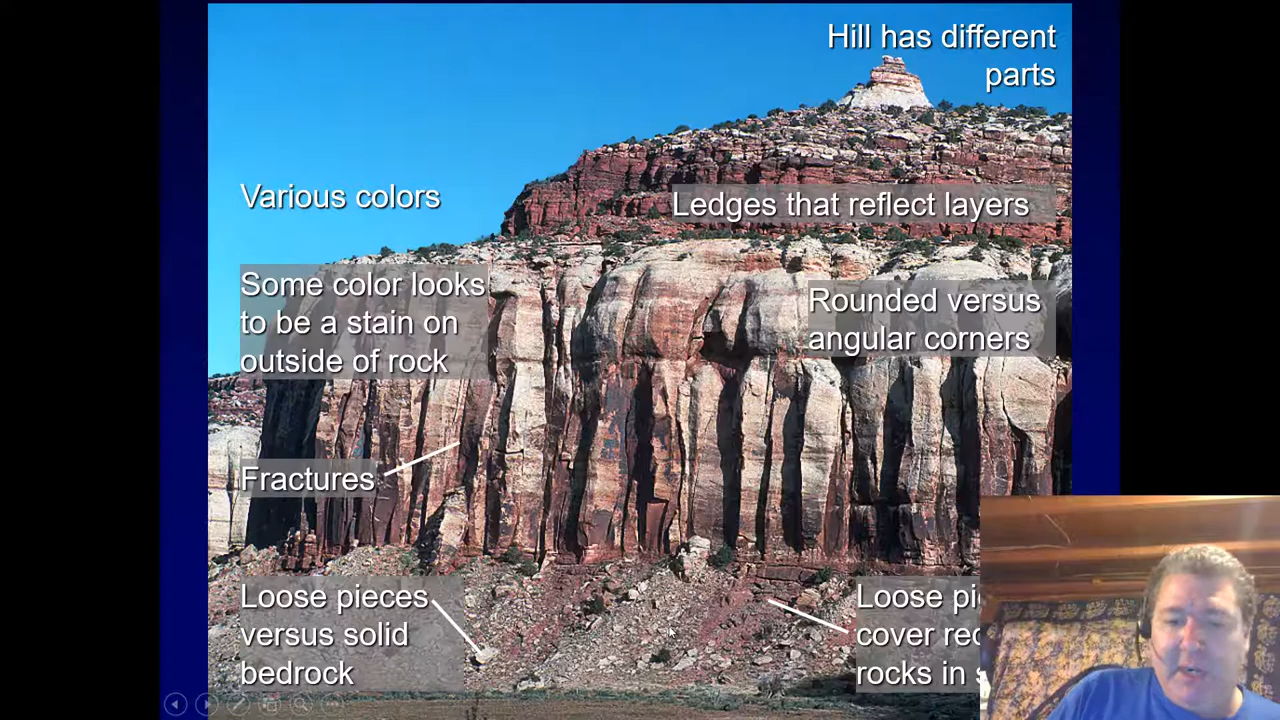 Hill has different
parts
Various colors
Ledges that reflect layers
Some color looks
to be a stain on
outside of rock
Rounded versus
angular corners
Fractures
Loose pieces
versus solid
bedrock
Loose
cover
rocks in